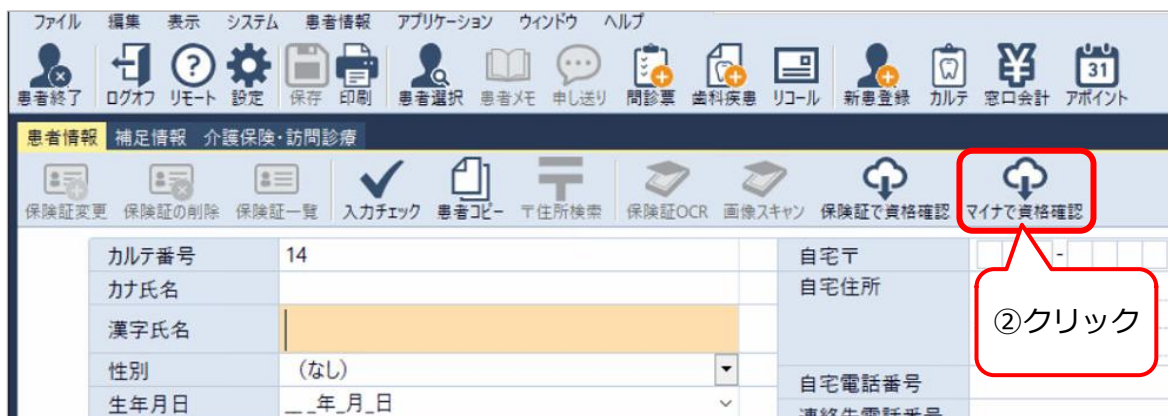 ファイル 編集 表示 システム 患者情報 アプリケーション ウィンドウ ヘルプ
患者終了 ログオフ リモート 設定 保存 印刷 患者選択 患者メモ 申し送り 問診票 歯科疾患 リコール 新患登録 カルテ 窓口会計 アポイント
31
患者情報 補足情報 介護保険・訪問診療
保険証変更 保険証の削除 保険証一覧 入力チェック 患者コピー 〒住所検索 保険証OCR 画像スキャン 保険証で資格確認 マイナで資格確認
カルテ番号 14 自宅〒 -
カナ氏名 自宅住所
漢字氏名
②クリック
性別 (なし)
自宅電話番号
生年月日 __年_月_日
連絡先電話番号